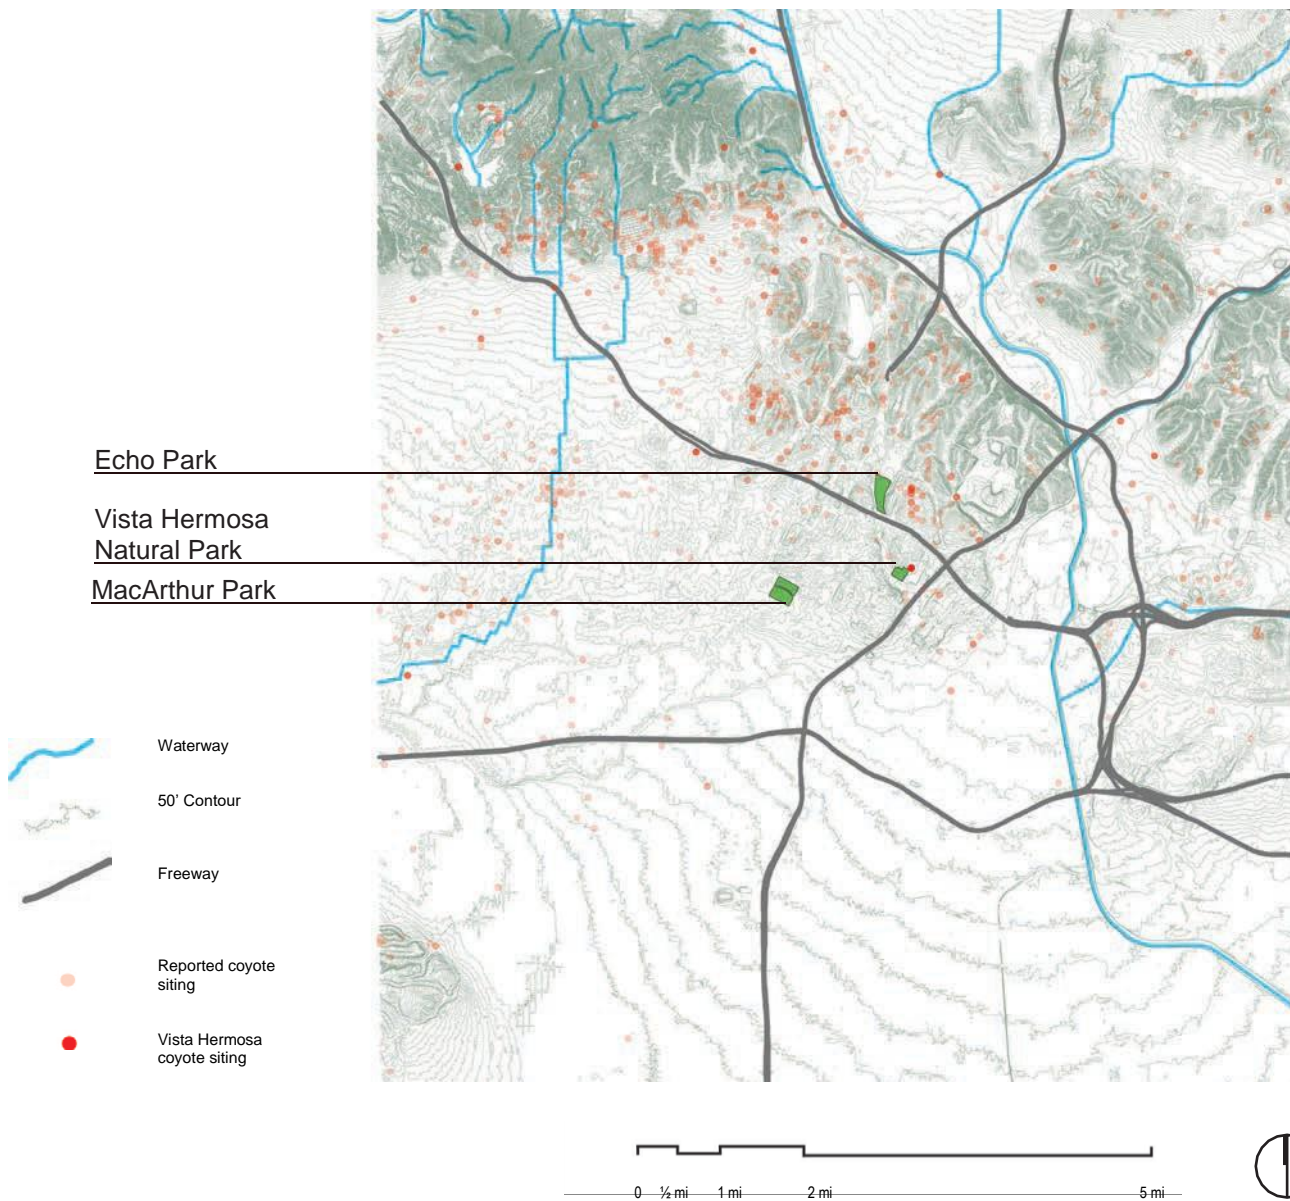 Echo Park
Vista Hermosa
Natural Park
MacArthur Park
Waterway
50' Contour
Freeway
Reported coyote
siting
Vista Hermosa
coyote siting
0 ½ mi 1 mi 2 mi 5 mi